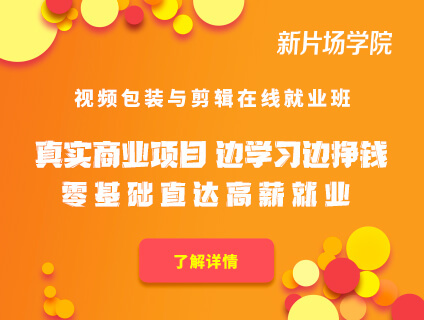 新片场学院
视频包装与剪辑在线就业班
真实商业项目 边学习边挣钱
零基础直达高薪就业
了解详情